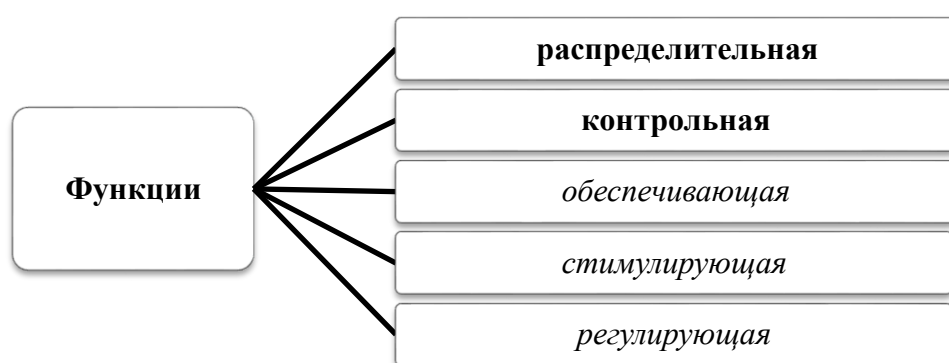 Функции
распределительная
контрольная
обеспечивающая
стимулирующая
регулирующая